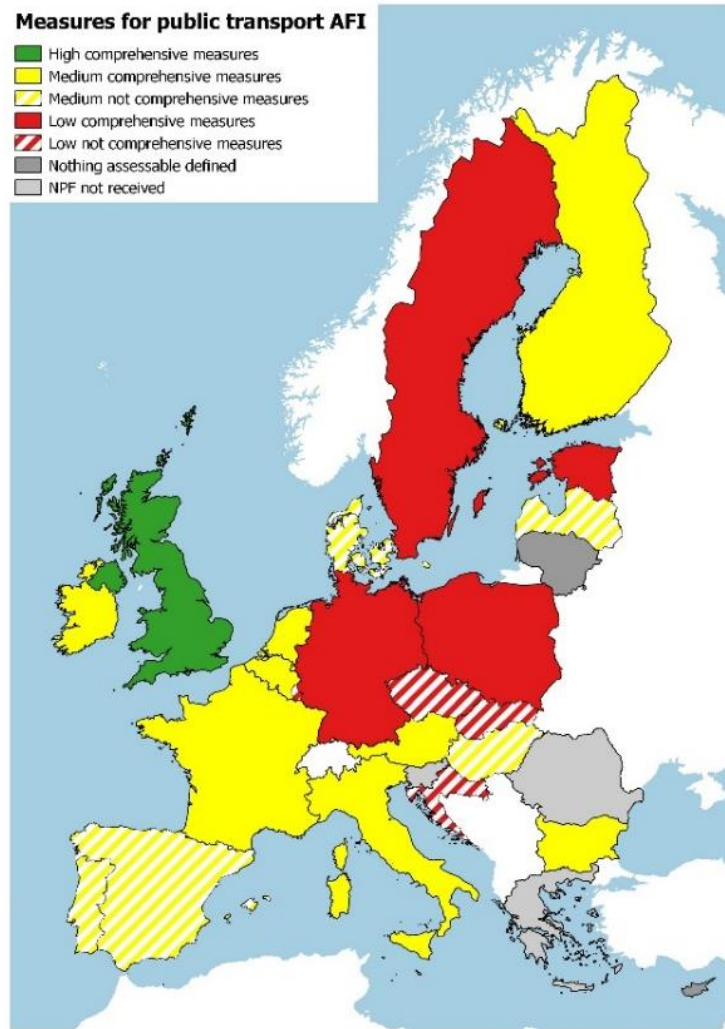 Measures for public transport AFI
High comprehensive measures
Medium comprehensive measures
Medium not comprehensive measures
Low comprehensive measures
Low not comprehensive measures
Nothing assessable defined
NPF not received